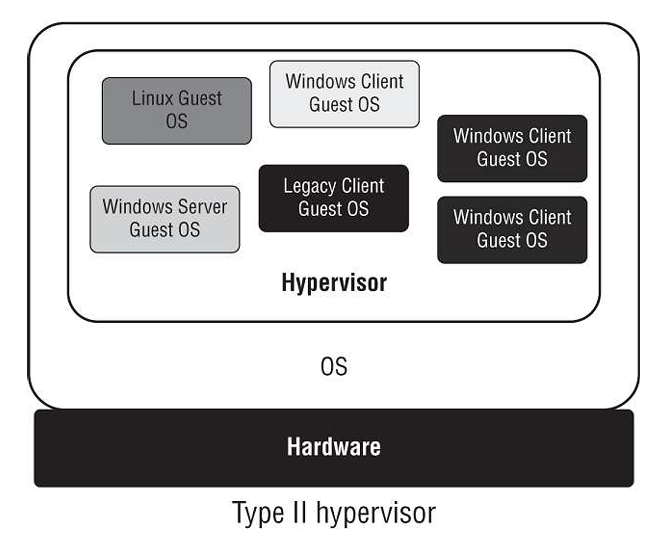 Linux Guest
OS
Windows Client
Guest OS
Windows Client
Guest OS
Windows Server
Guest OS
Legacy Client
Guest OS
Windows Client
Guest OS
Hypervisor
OS
Hardware
Type II hypervisor